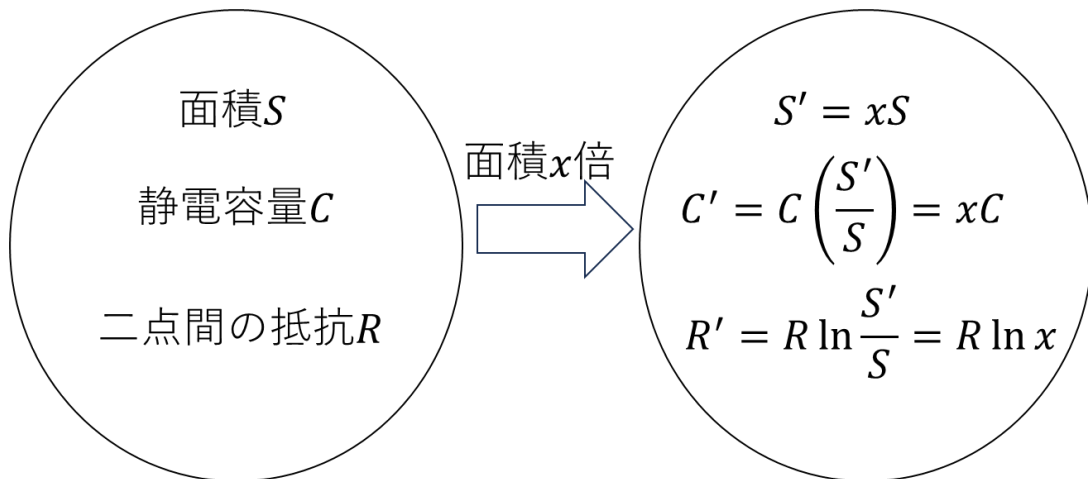 面積S
静電容量C
二点間の抵抗R
面積x倍
S′ = xS
C′ = C(S′/S) = xC
R′ = R ln S′/S = R ln x